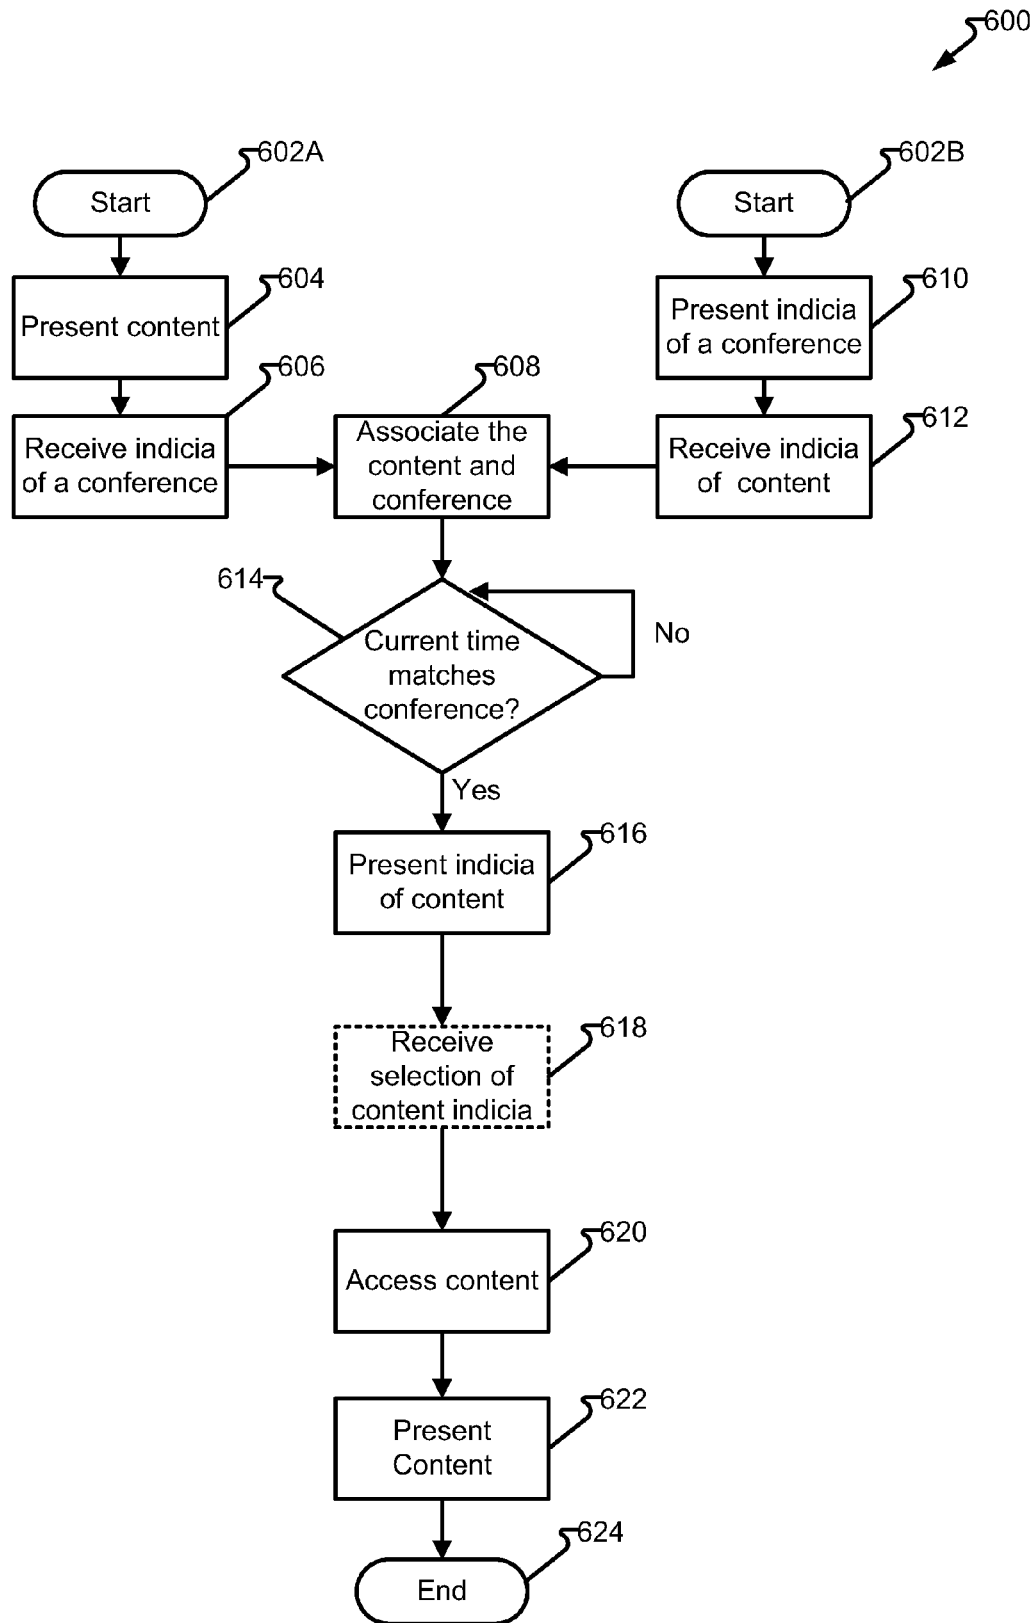 600
602A
602B
Start
Start
604
610
Present content
Present indicia
of a conference
606
608
612
Receive indicia
of a conference
Associate the
content and
conference
Receive indicia
of content
614
Current time
matches
conference?
No
Yes
616
Present indicia
of content
618
Receive
selection of
content indicia
620
Access content
622
Present
Content
624
End